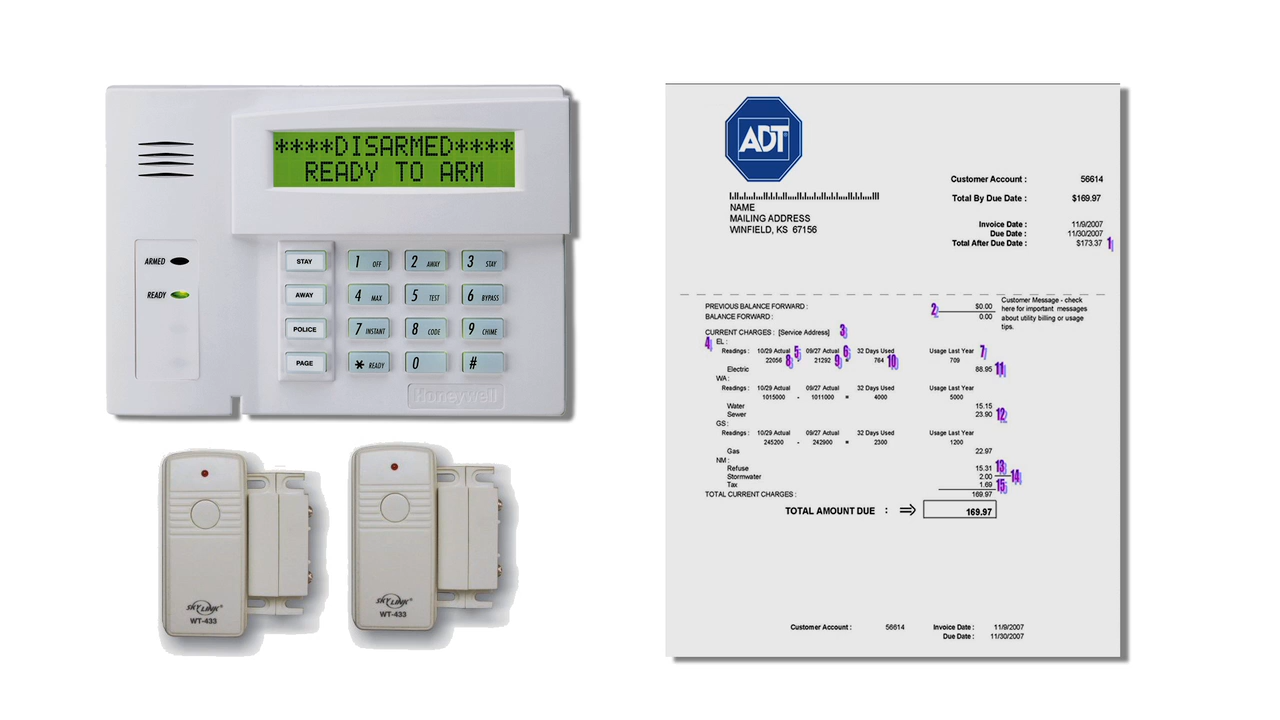 ****DISARMED****
READY TO ARM
ARMED
READY
STAY
1 OFF
2 AWAY
3 STAY
AWAY
4 MAX
5 TEST
6 BYPASS
POLICE
7 INSTANT
8 CODE
9 CHIME
PAGE
* READY
0
#
Honeywell
SKYLINK®
WT-433
SKYLINK®
WT-433
ADT
Customer Account : 56614
Total By Due Date : $169.97
NAME
MAILING ADDRESS
WINFIELD, KS 67156
Invoice Date : 11/9/2007
Due Date : 11/30/2007
Total After Due Date : $173.37 1
PREVIOUS BALANCE FORWARD : 2 $0.00
BALANCE FORWARD : 0.00
Customer Message - check
here for important messages
about utility billing or usage
tips.
CURRENT CHARGES : [Service Address] 3
4 EL :
Readings : 10/29 Actual 5 09/27 Actual 6 32 Days Used Usage Last Year 7
22056 8 21292 9 = 764 10 709
Electric 88.95 11
WA :
Readings : 10/29 Actual 09/27 Actual 32 Days Used Usage Last Year
1015000 - 1011000 = 4000 5000
Water 15.15
Sewer 23.90 12
GS :
Readings : 10/29 Actual 09/27 Actual 32 Days Used Usage Last Year
245200 - 242900 = 2300 1200
Gas 22.97
NM :
Refuse 15.31 13
Stormwater 2.00 14
Tax 1.69 15
TOTAL CURRENT CHARGES : 169.97
TOTAL AMOUNT DUE : ⇒ 169.97
Customer Account : 56614 Invoice Date : 11/9/2007
Due Date : 11/30/2007